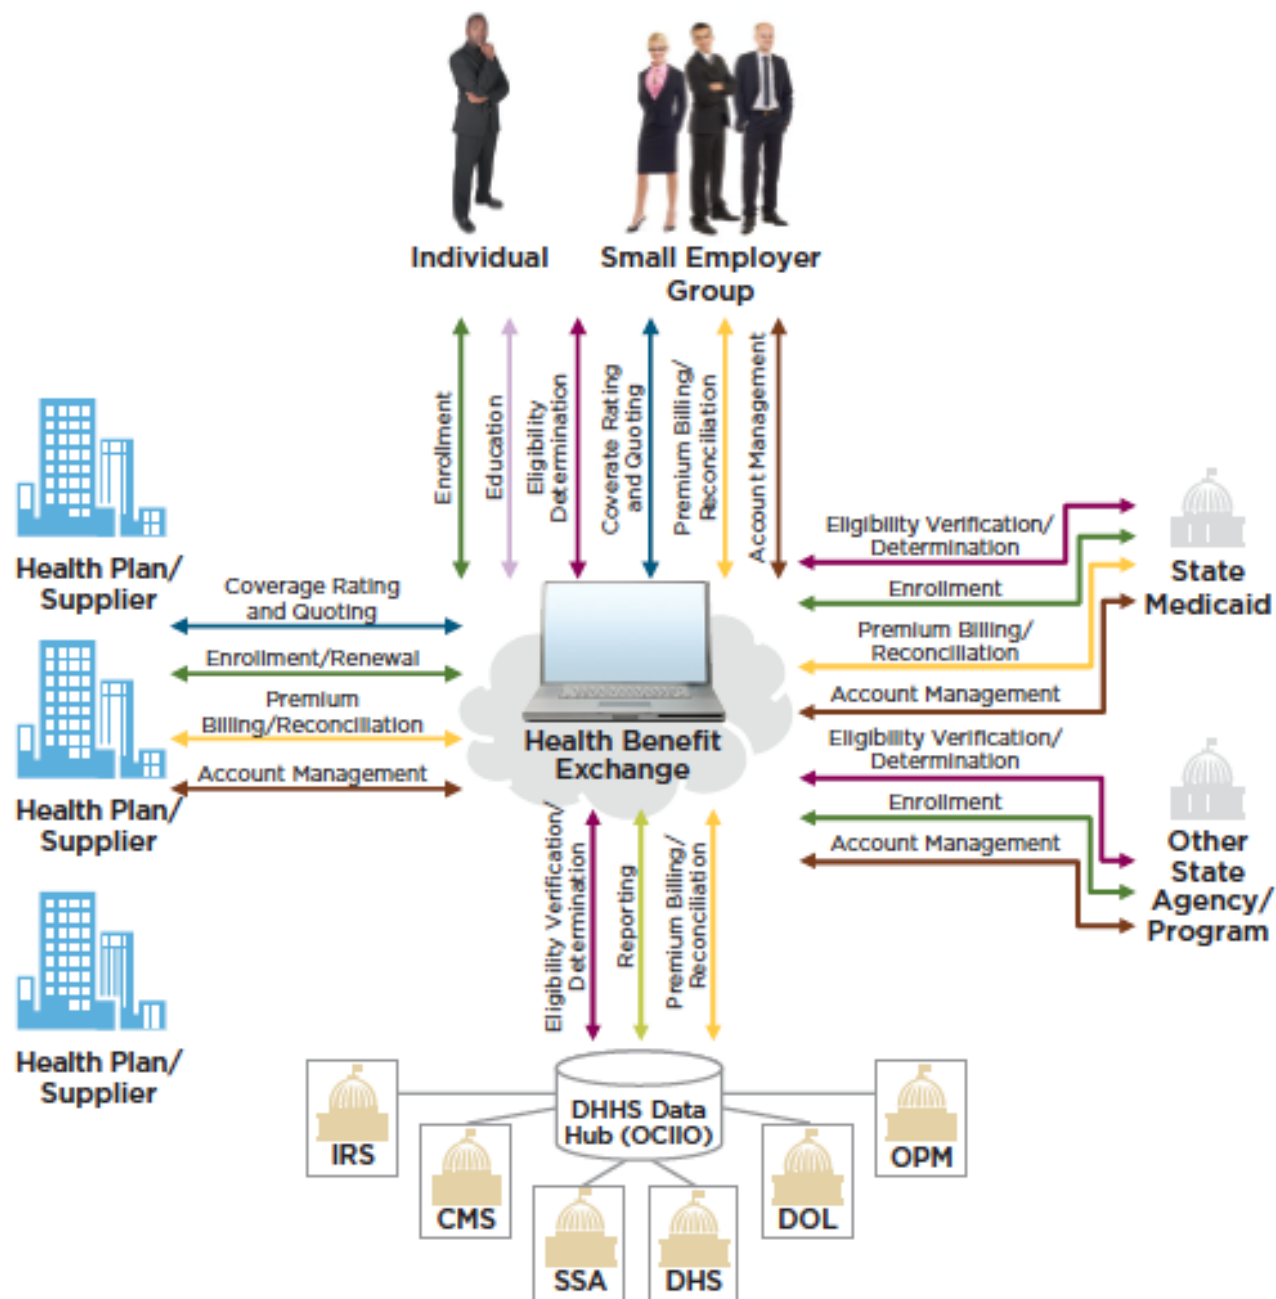 Individual
Small Employer
Group
Enrollment
Education
Eligibility
Determination
Coverate Rating
and Quoting
Premium Billing/
Reconciliation
Account Management
Health Plan/
Supplier
Coverage Rating
and Quoting
Enrollment/Renewal
Premium
Billing/Reconciliation
Account Management
Health Plan/
Supplier
Health Plan/
Supplier
Health Benefit
Exchange
Eligibility Verification/
Determination
Enrollment
Premium Billing/
Reconciliation
Account Management
State
Medicaid
Eligibility Verification/
Determination
Enrollment
Account Management
Other
State
Agency/
Program
Eligibility Verification/
Determination
Reporting
Premium Billing/
Reconciliation
DHHS Data
Hub (OCIIO)
IRS
CMS
SSA
DHS
DOL
OPM